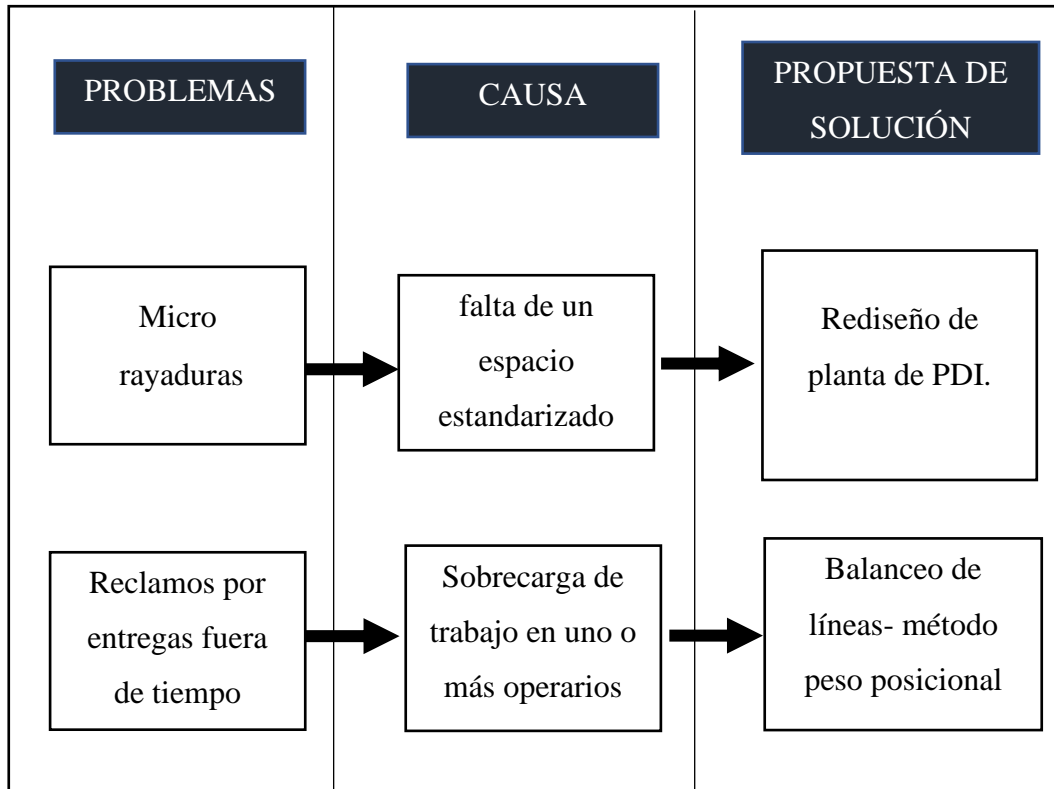 PROBLEMAS
CAUSA
PROPUESTA DE
SOLUCIÓN
Micro
rayaduras
falta de un
espacio
estandarizado
Rediseño de
planta de PDI.
Reclamos por
entregas fuera
de tiempo
Sobrecarga de
trabajo en uno o
más operarios
Balanceo de
líneas- método
peso posicional